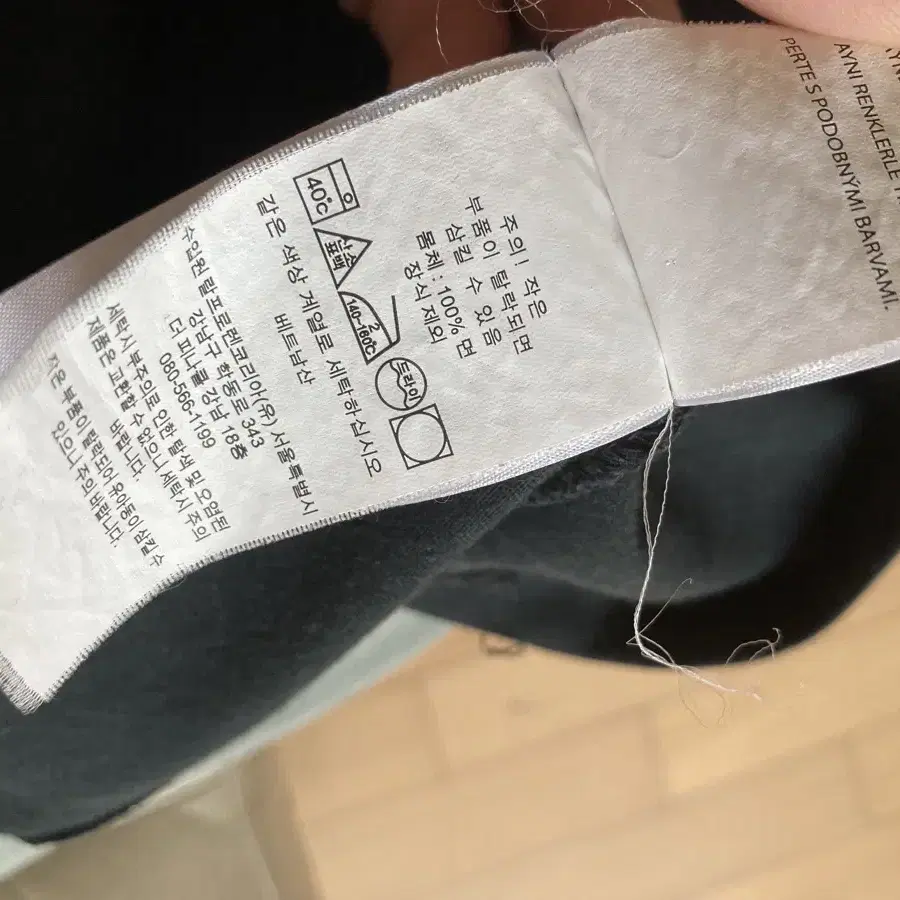 주의! 작은
부품이 탈락되면
삼킬 수 있음
몸체 : 100% 면
장식 제외
40℃
산소
표백
2
140~160℃
드라이
같은 색상 계열로 세탁하십시오
베트남산
수입원 랄프로렌코리아(유) 서울특별시
강남구 학동로 343
더 피나클 강남 18층
080-566-1199
세탁시 부주의로 인한 탈색 및 오염된
제품은 교환할 수 없으니 세탁시 주의
바랍니다.
작은 부품이 탈락되어 유아동이 삼킬 수
있으니 주의 바랍니다.
AYNI RENKLERLE
PERTE S PODOBNÝMI BARVAMI.